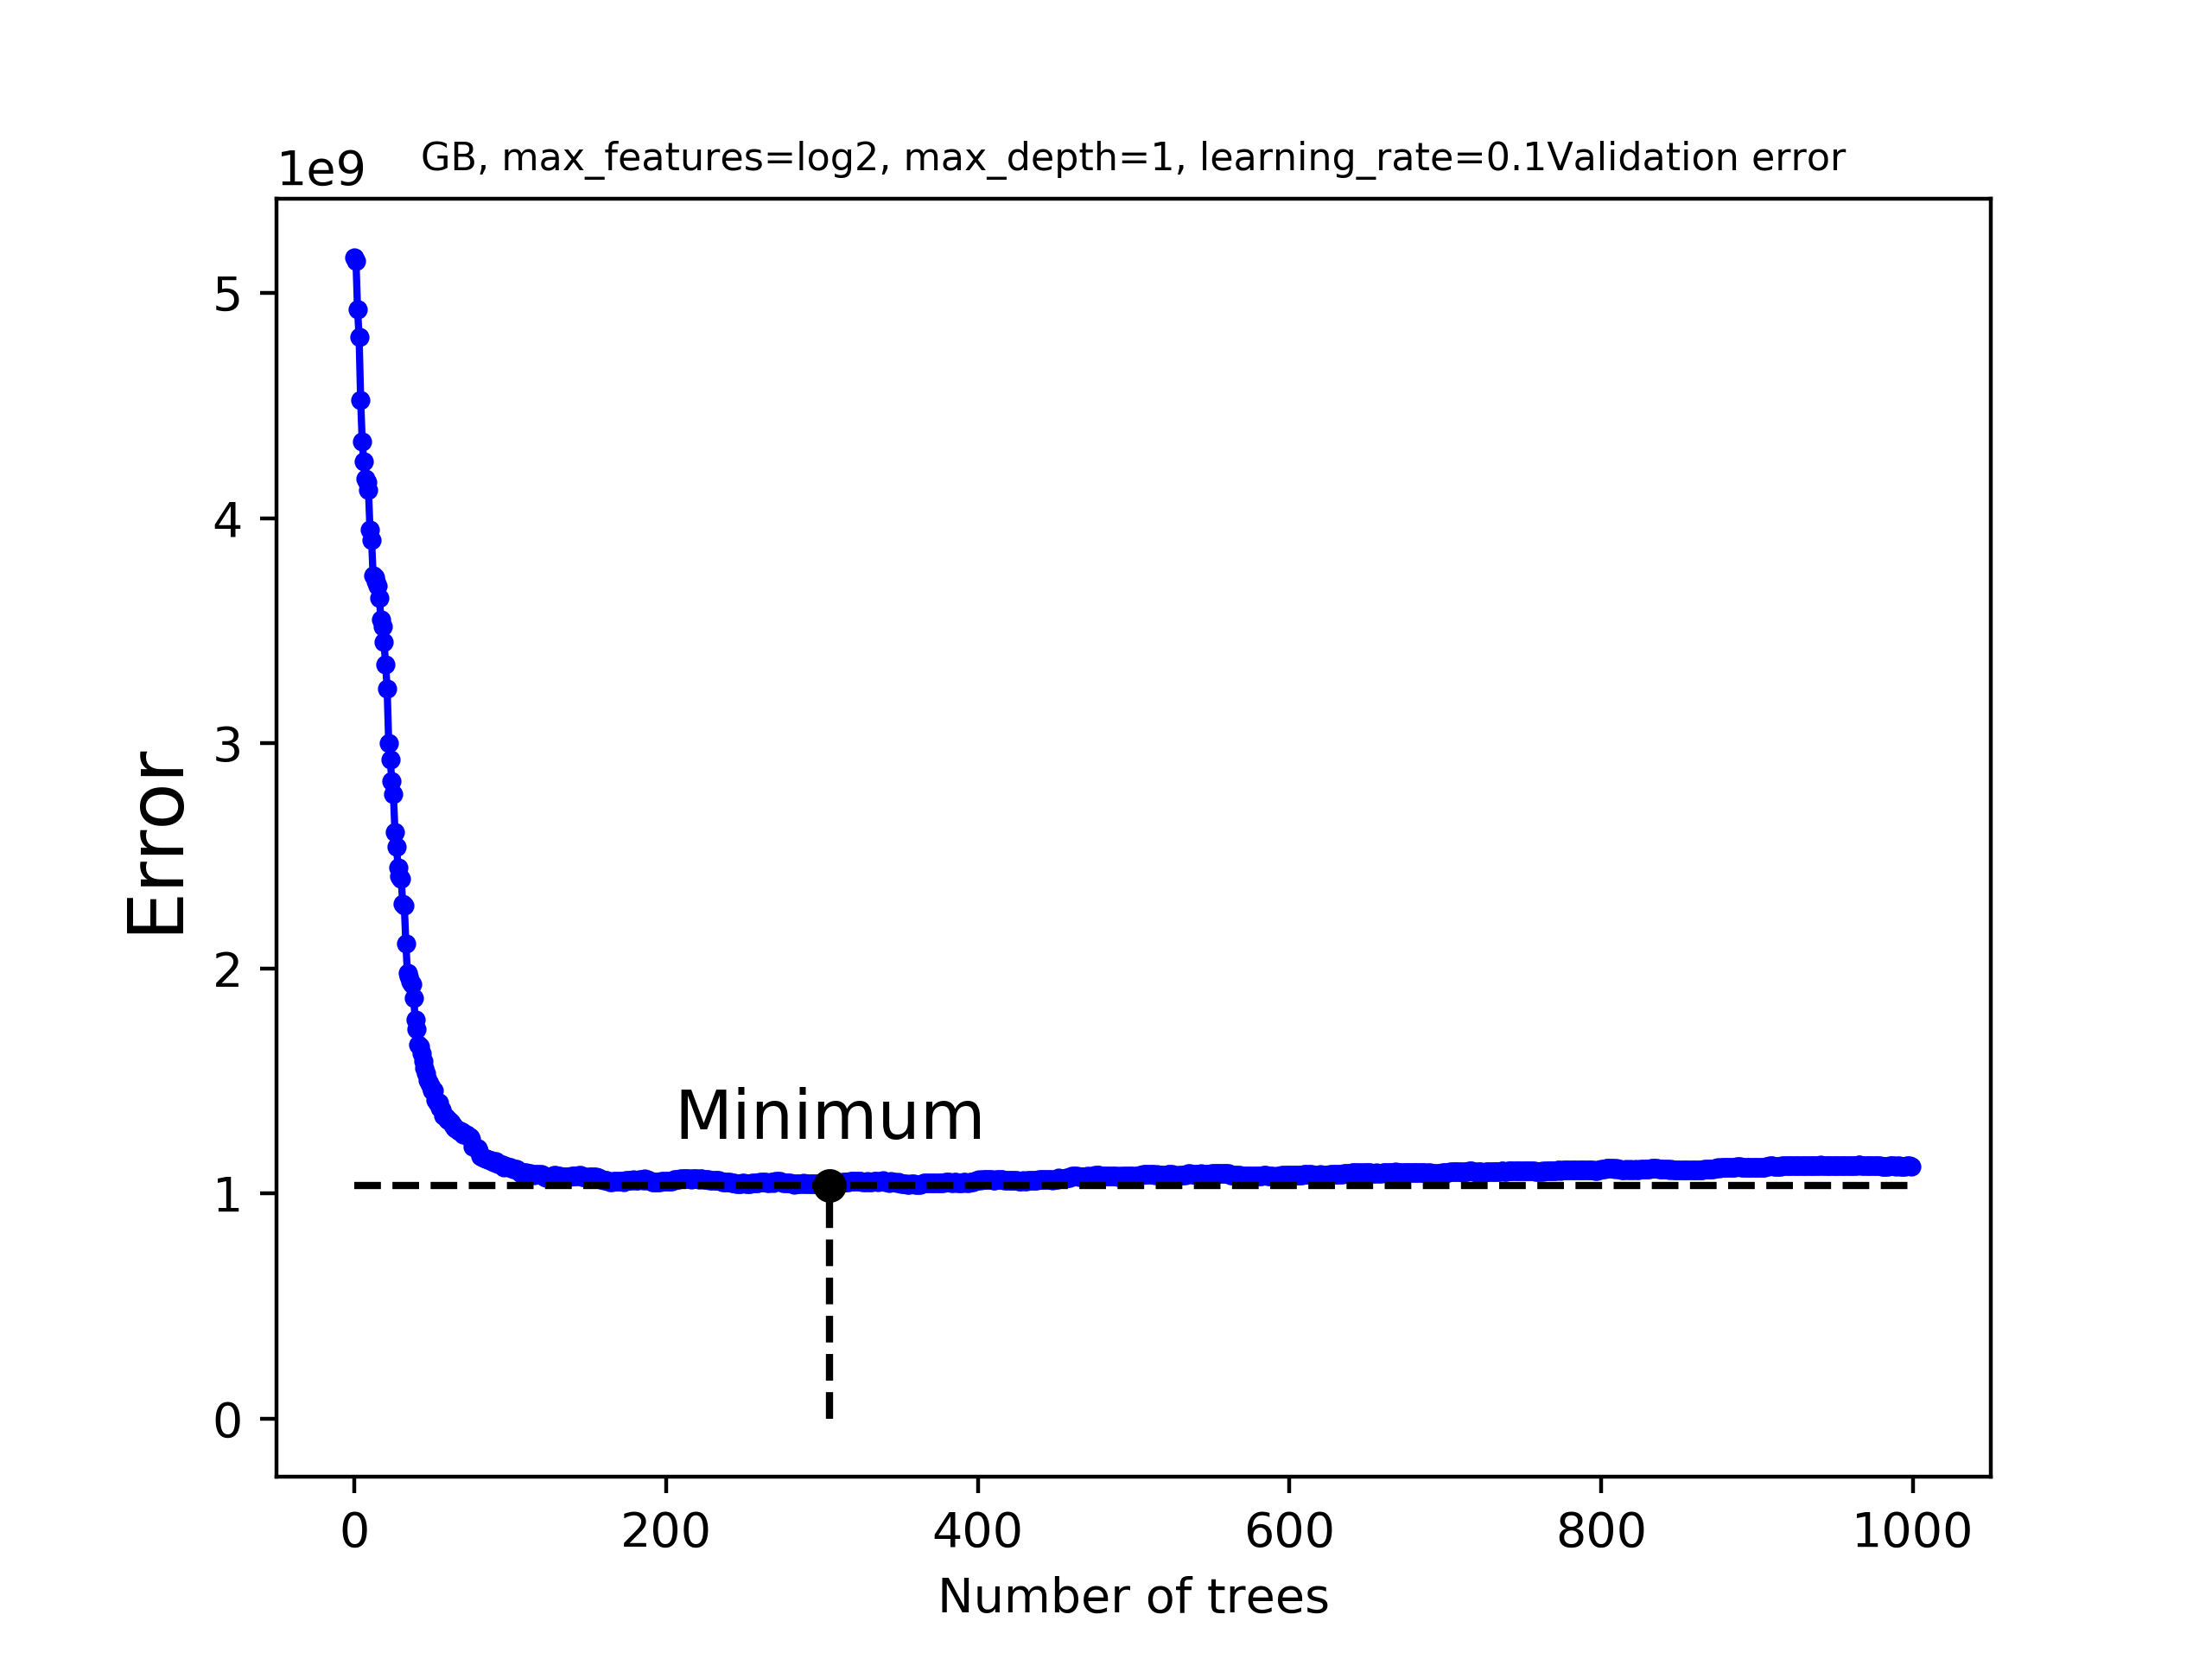 GB, max_features=log2, max_depth=1, learning_rate=0.1Validation error
1e9
5
4
3
2
1
0
Error
Minimum
0 200 400 600 800 1000
Number of trees